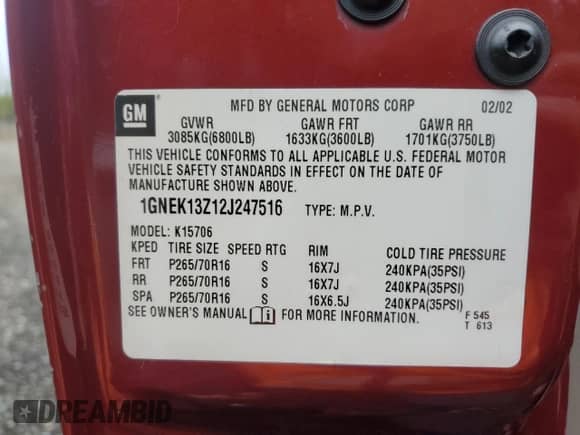 GM
MFD BY GENERAL MOTORS CORP 02/02
GVWR GAWR FRT GAWR RR
3085KG(6800LB) 1633KG(3600LB) 1701KG(3750LB)
THIS VEHICLE CONFORMS TO ALL APPLICABLE U.S. FEDERAL MOTOR
VEHICLE SAFETY STANDARDS IN EFFECT ON THE DATE OF
MANUFACTURE SHOWN ABOVE.
1GNEK13Z12J247516 TYPE: M.P.V.
MODEL: K15706
KPED TIRE SIZE SPEED RTG RIM COLD TIRE PRESSURE
FRT P265/70R16 S 16X7J 240KPA(35PSI)
RR P265/70R16 S 16X7J 240KPA(35PSI)
SPA P265/70R16 S 16X6.5J 240KPA(35PSI)
SEE OWNER'S MANUAL i FOR MORE INFORMATION.
F 545
T 613
DREAMBID